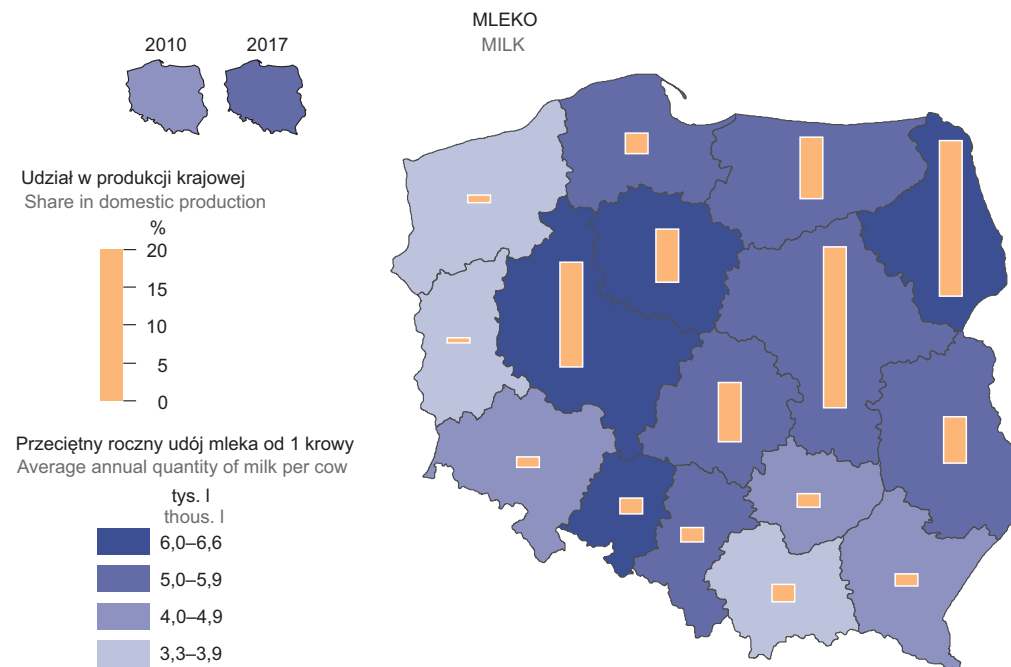 MLEKO
MILK
2010 2017
Udział w produkcji krajowej
Share in domestic production
%
20
15
10
5
0
Przeciętny roczny udój mleka od 1 krowy
Average annual quantity of milk per cow
tys. l
thous. l
6,0–6,6
5,0–5,9
4,0–4,9
3,3–3,9